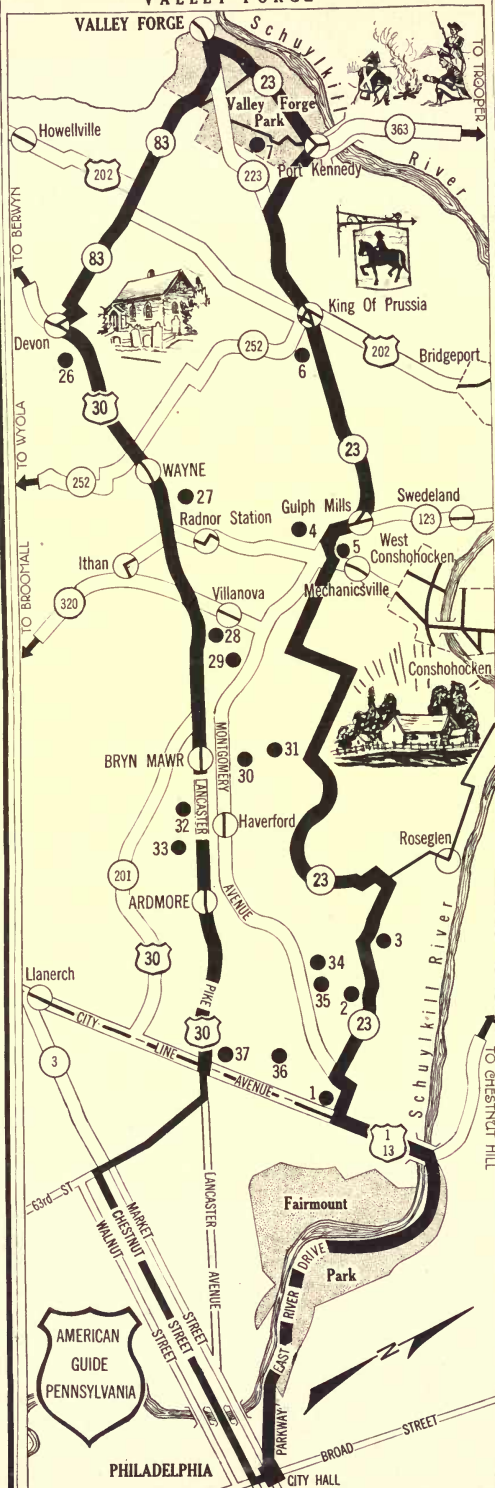 VALLEY FORGE
VALLEY FORGE
Schuylkill
TO TROOPER
23
83
Valley Forge
Park
363
Howellville
7
202
223
Port Kennedy
River
TO BERWYN
83
King Of Prussia
Devon
252
202
Bridgeport
26
6
30
TO WYOLA
23
WAYNE
252
27
Gulph Mills
Swedeland
4
123
Radnor Station
5
West
Conshohocken
Ithan
Mechanicsville
TO BROOMALL
320
Villanova
28
29
Conshohocken
MONTGOMERY
31
BRYN MAWR
30
LANCASTER
32
Haverford
33
Roseglen
201
23
AVENUE
ARDMORE
30
3
34
Llanerch
PIKE
35
2
23
Schuylkill River
CITY
30
LINE
37
36
3
AVENUE
1
TO CHESTNUT HILL
1
13
63rd ST
LANCASTER
Fairmount
MARKET
CHESTNUT
WALNUT
DRIVE
Park
AVENUE
RIVER
AMERICAN
GUIDE
PENNSYLVANIA
STREET
STREET
STREET
EAST
N
PARKWAY
STREET
BROAD
PHILADELPHIA
CITY HALL